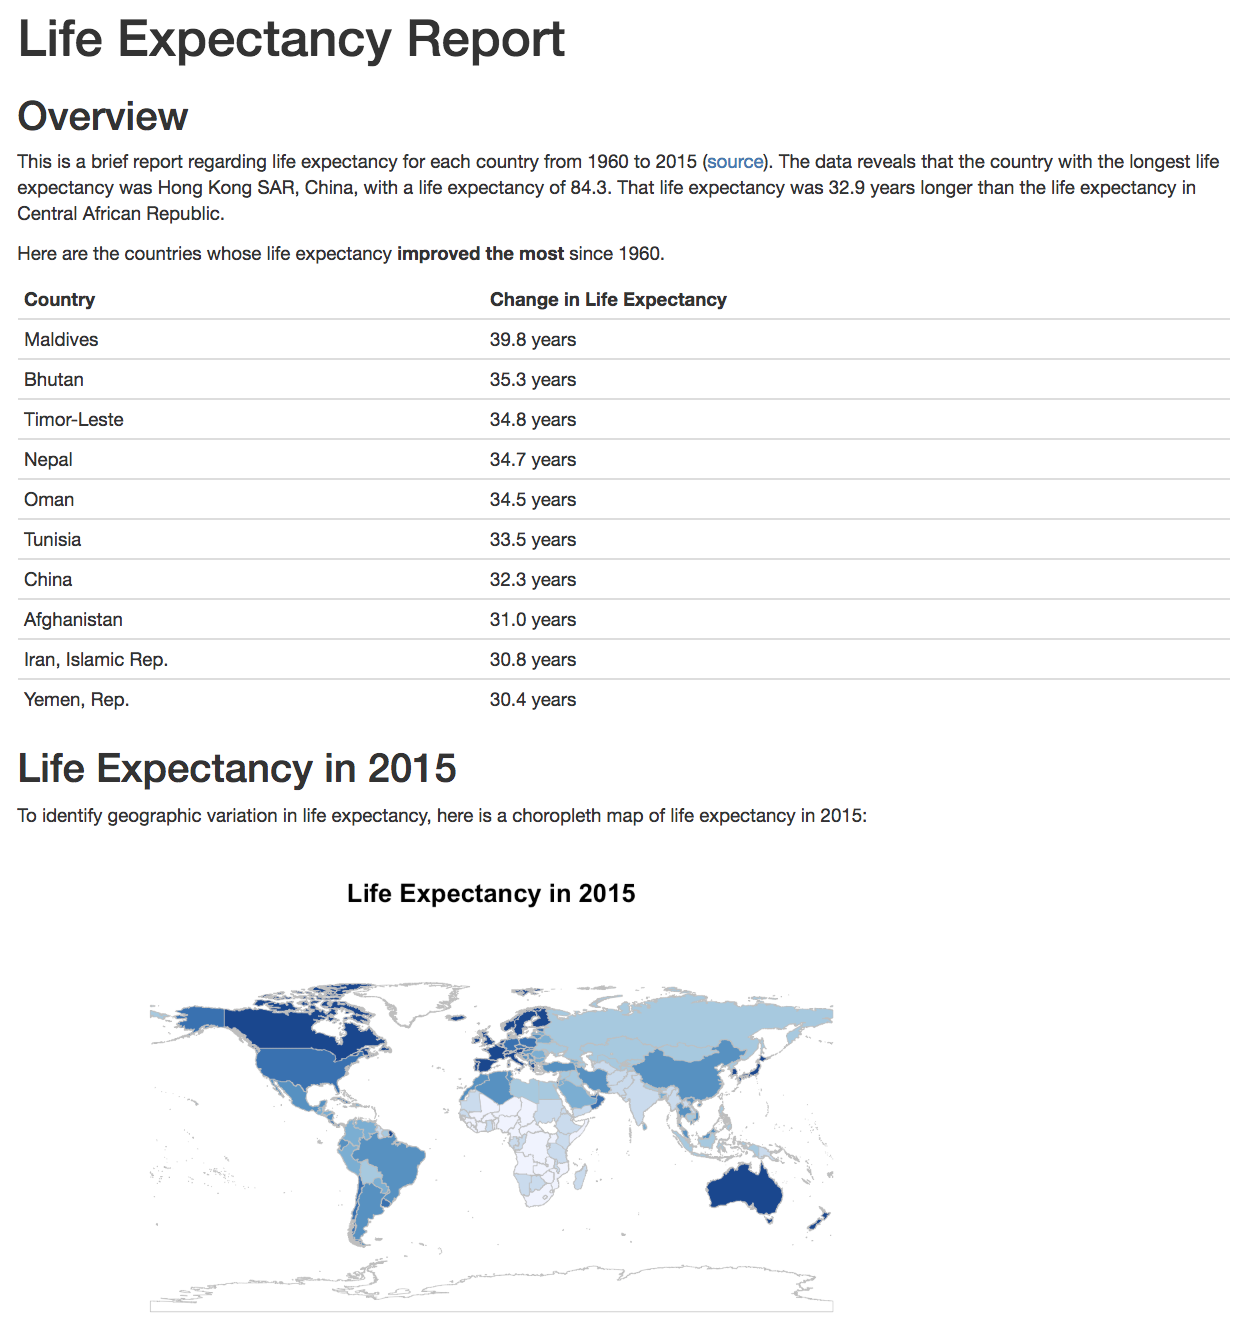 Life Expectancy Report
Overview
This is a brief report regarding life expectancy for each country from 1960 to 2015 (source). The data reveals that the country with the longest life
expectancy was Hong Kong SAR, China, with a life expectancy of 84.3. That life expectancy was 32.9 years longer than the life expectancy in
Central African Republic.
Here are the countries whose life expectancy improved the most since 1960.
Country Change in Life Expectancy
Maldives 39.8 years
Bhutan 35.3 years
Timor-Leste 34.8 years
Nepal 34.7 years
Oman 34.5 years
Tunisia 33.5 years
China 32.3 years
Afghanistan 31.0 years
Iran, Islamic Rep. 30.8 years
Yemen, Rep. 30.4 years
Life Expectancy in 2015
To identify geographic variation in life expectancy, here is a choropleth map of life expectancy in 2015:
Life Expectancy in 2015